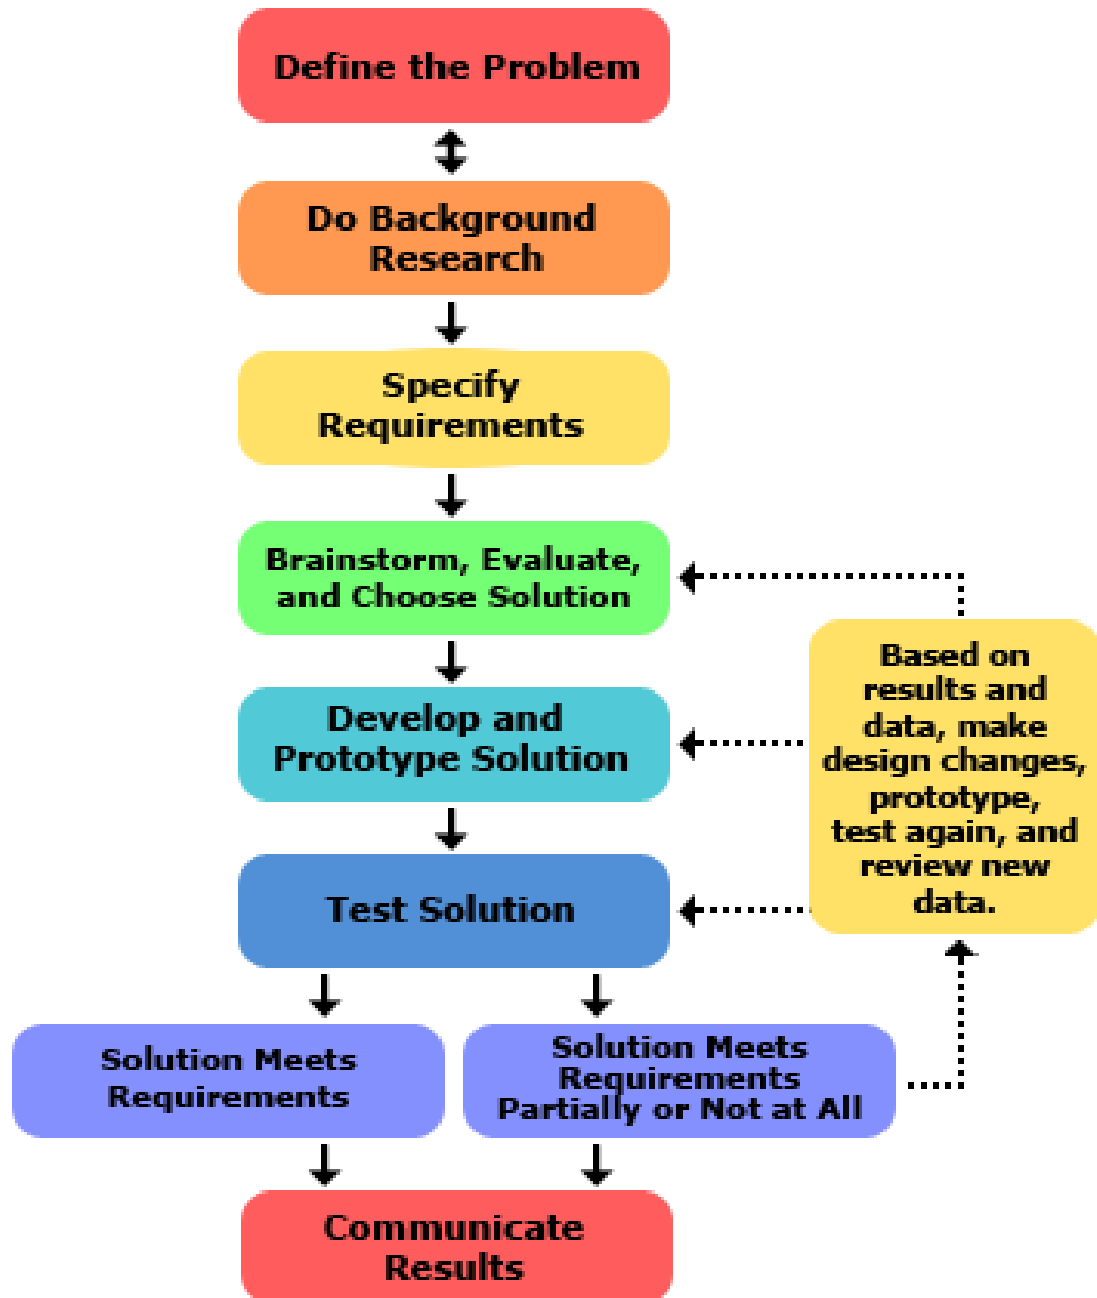 Define the Problem
Do Background
Research
Specify
Requirements
Brainstorm, Evaluate,
and Choose Solution
Develop and
Prototype Solution
Based on
results and
data, make
design changes,
prototype,
test again, and
review new
data.
Test Solution
Solution Meets
Requirements
Solution Meets
Requirements
Partially or Not at All
Communicate
Results